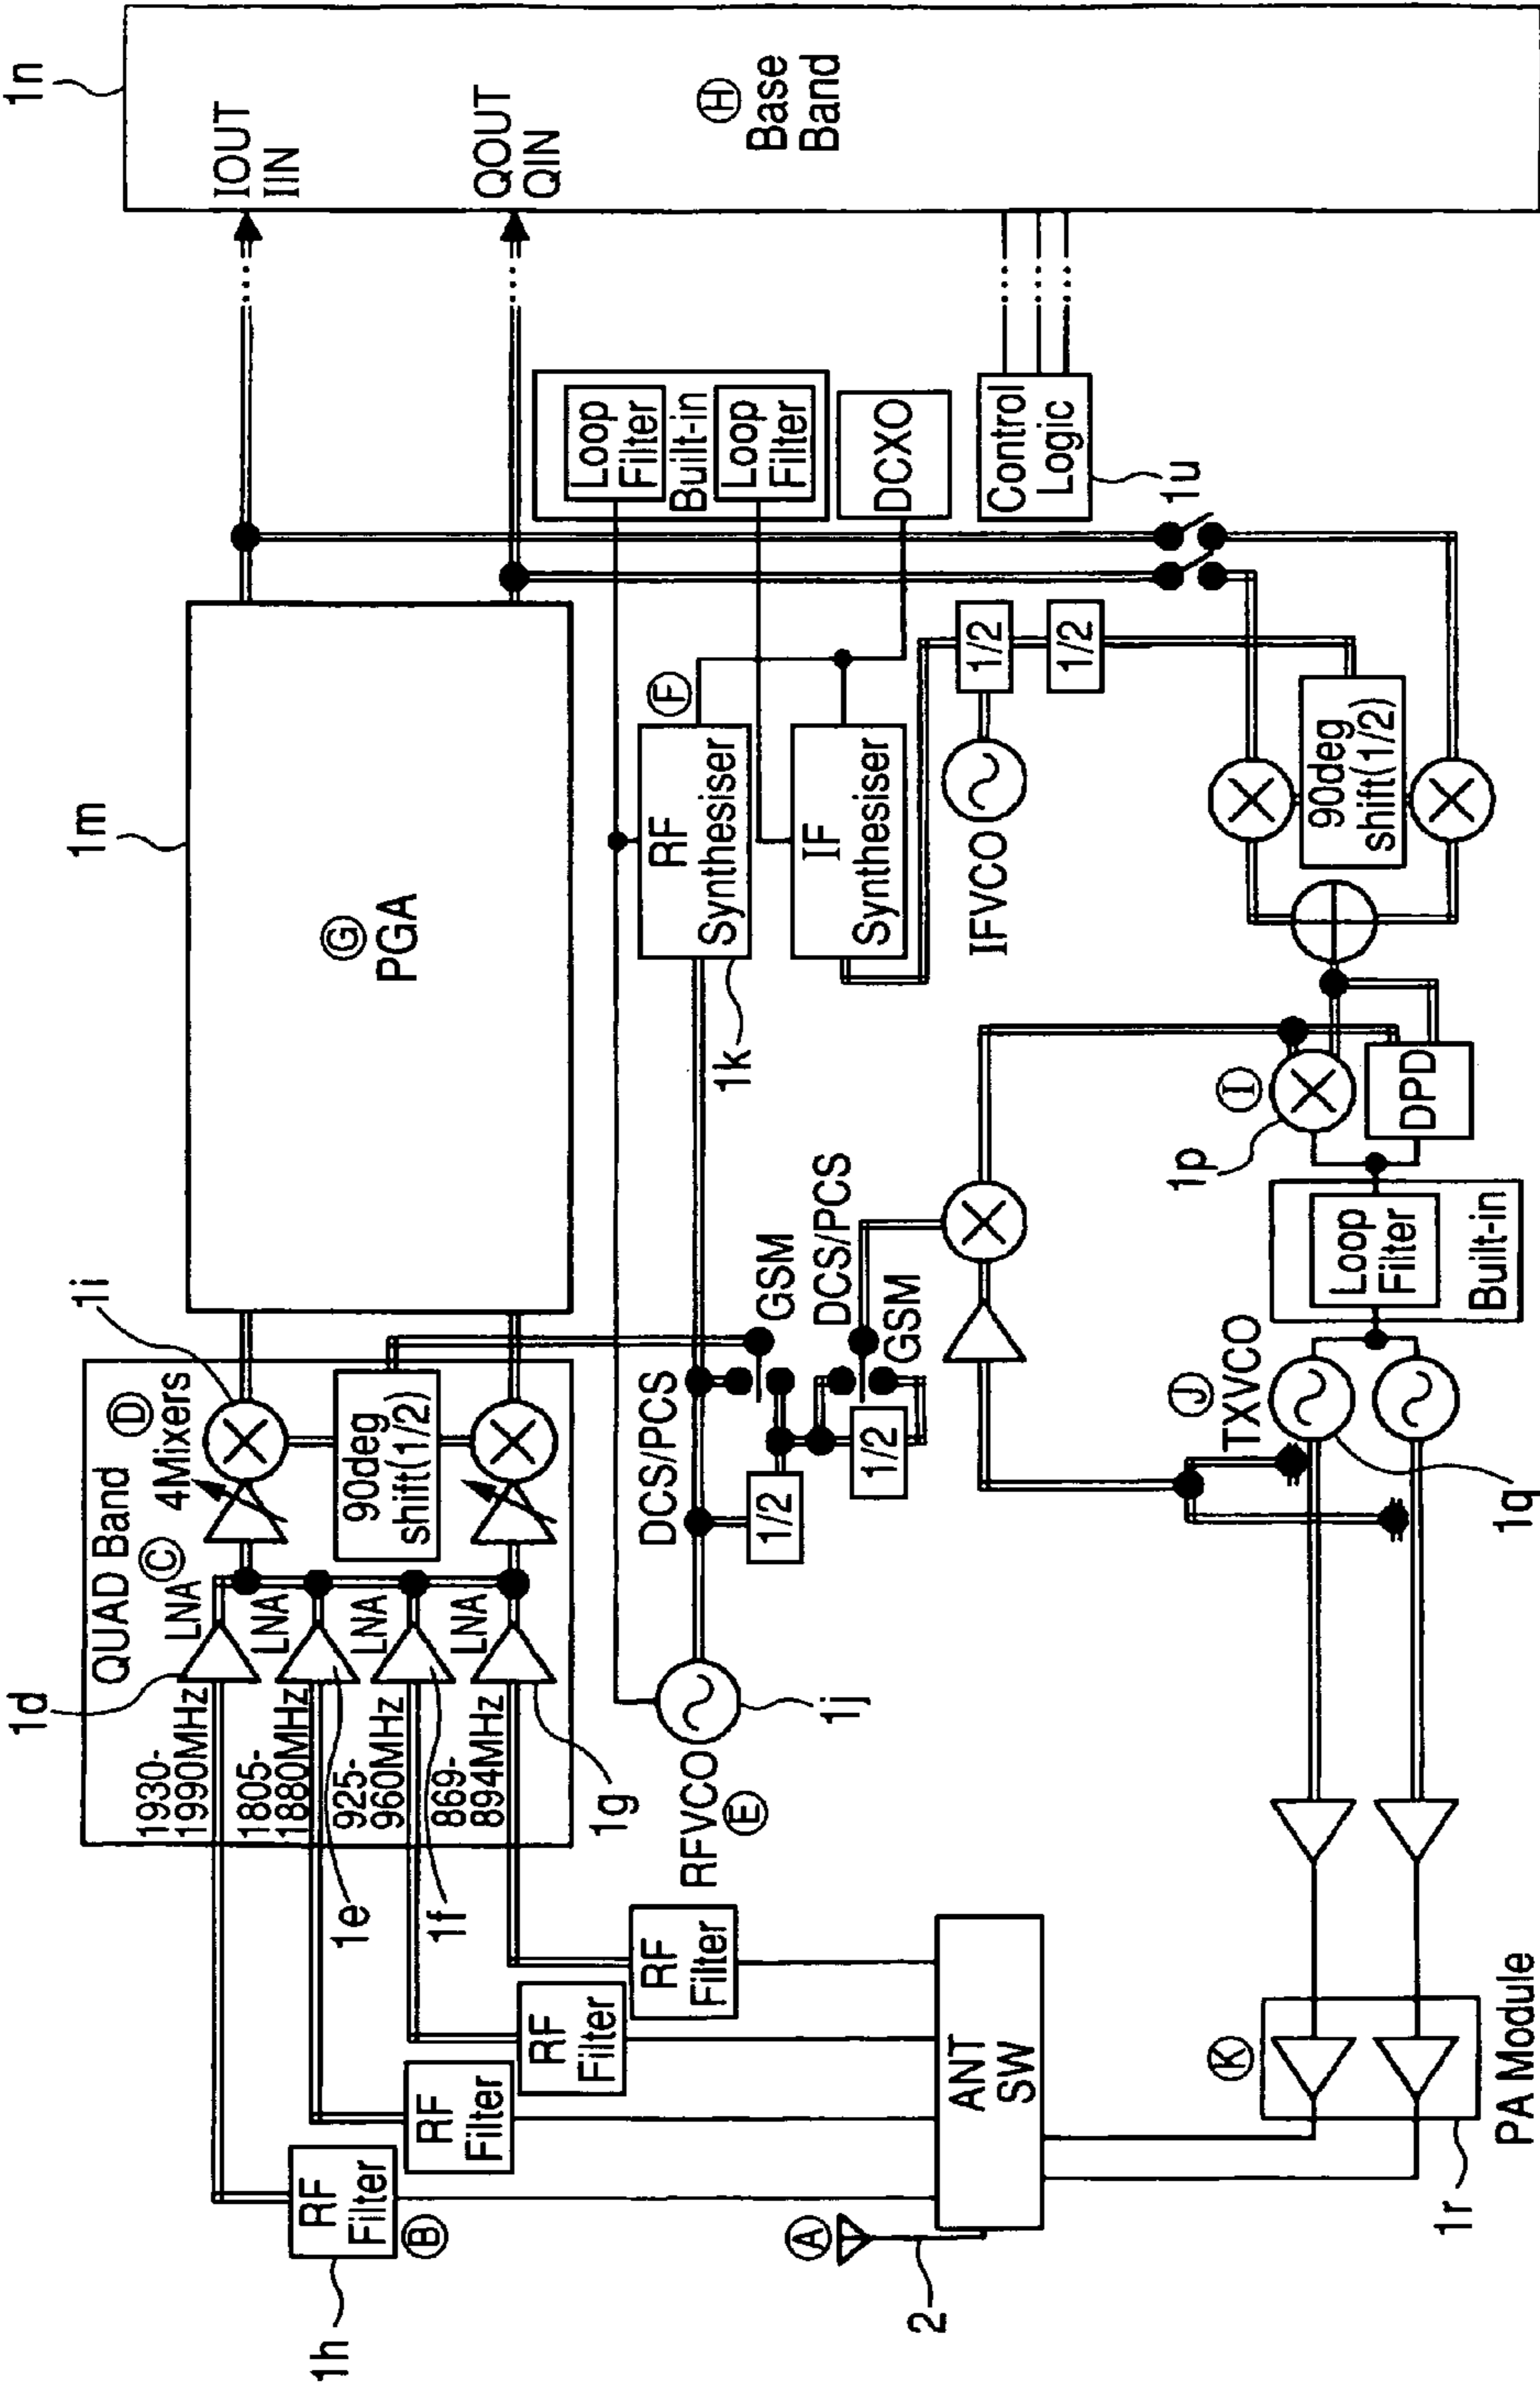 1h
RF
Filter
Ⓑ
RF
Filter
RF
Filter
RF
Filter
Ⓐ
2
ANT
SW
1d
QUAD Band
1930-
1990MHz
1805-
1880MHz
925-
960MHz
869-
894MHz
1e
1f
1g
LNA Ⓒ
LNA
LNA
LNA
4Mixers Ⓓ
90deg
shift(1/2)
1i
1m
Ⓖ
PGA
1n
IOUT
IIN
QOUT
QIN
Ⓗ
Base
Band
RFVCO
Ⓔ
1j
DCS/PCS
1/2
GSM
1/2
DCS/PCS
GSM
RF
Synthesiser
Ⓕ
1k
IF
Synthesiser
Loop
Filter
Built-in
Loop
Filter
DCXO
IFVCO
1/2
1/2
Control
Logic
1u
90deg
shift(1/2)
Ⓘ
1p
DPD
Loop
Filter
Built-in
Ⓙ
TXVCO
1q
Ⓚ
1r
PA Module